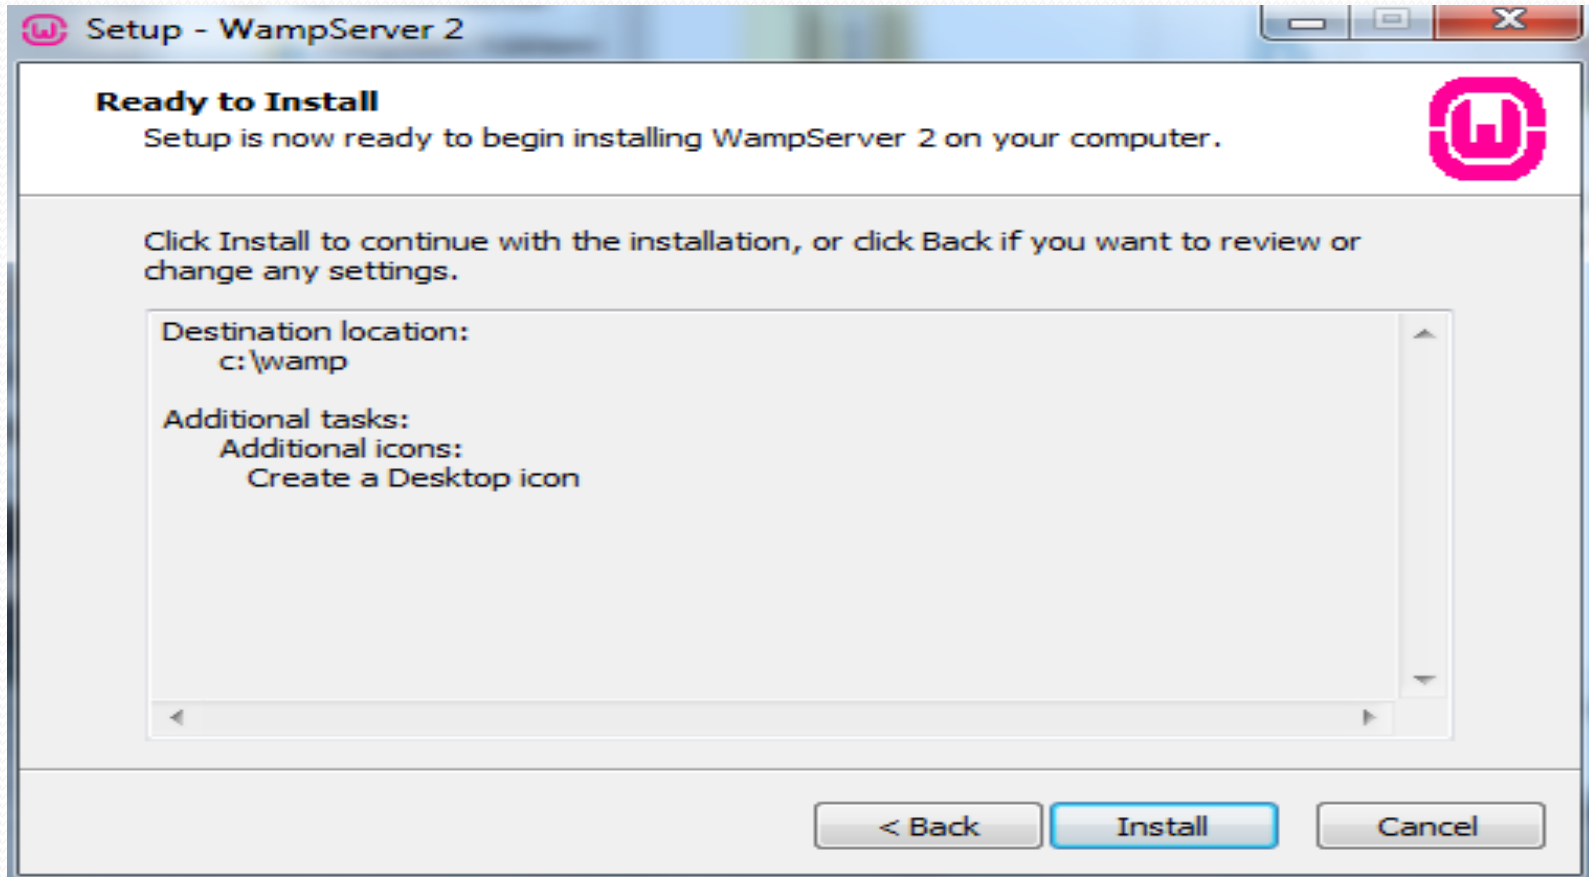 Setup - WampServer 2
Ready to Install
Setup is now ready to begin installing WampServer 2 on your computer.
Click Install to continue with the installation, or click Back if you want to review or
change any settings.
Destination location:
c:\wamp
Additional tasks:
Additional icons:
Create a Desktop icon
< Back
Install
Cancel